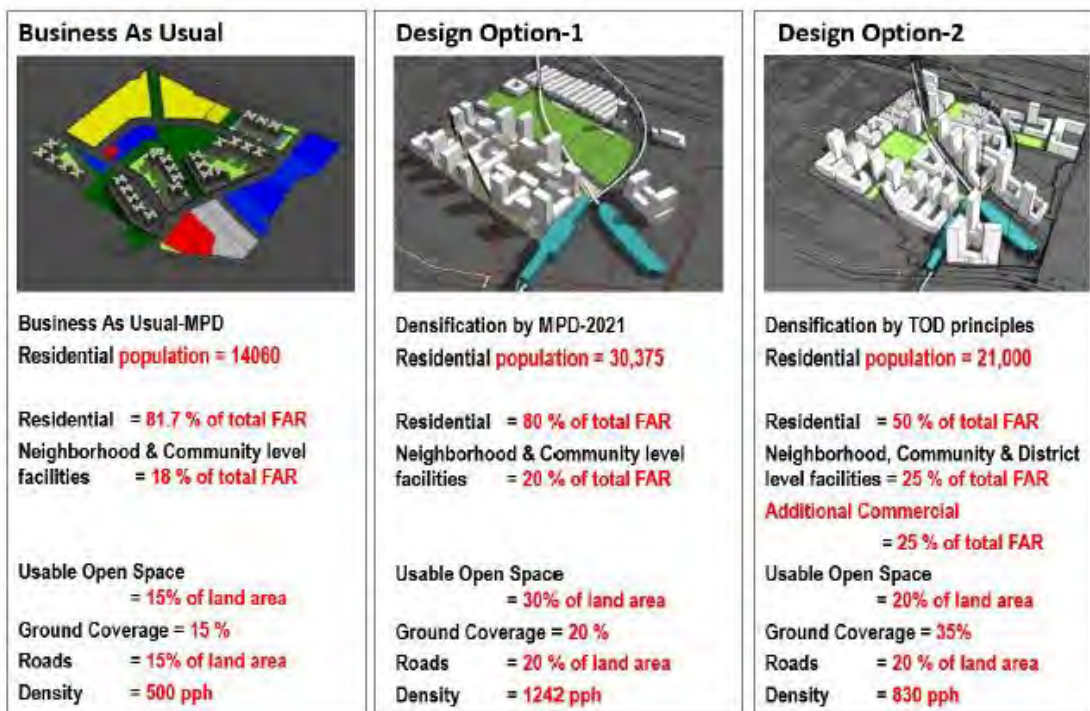 Business As Usual
Business As Usual-MPD
Residential population = 14060
Residential = 81.7 % of total FAR
Neighborhood & Community level
facilities = 18 % of total FAR
Usable Open Space
= 15% of land area
Ground Coverage = 15 %
Roads = 15% of land area
Density = 500 pph
Design Option-1
Densification by MPD-2021
Residential population = 30,375
Residential = 80 % of total FAR
Neighborhood & Community level
facilities = 20 % of total FAR
Usable Open Space
= 30% of land area
Ground Coverage = 20 %
Roads = 20 % of land area
Density = 1242 pph
Design Option-2
Densification by TOD principles
Residential population = 21,000
Residential = 50 % of total FAR
Neighborhood, Community & District
level facilities = 25 % of total FAR
Additional Commercial
= 25 % of total FAR
Usable Open Space
= 20% of land area
Ground Coverage = 35%
Roads = 20 % of land area
Density = 830 pph